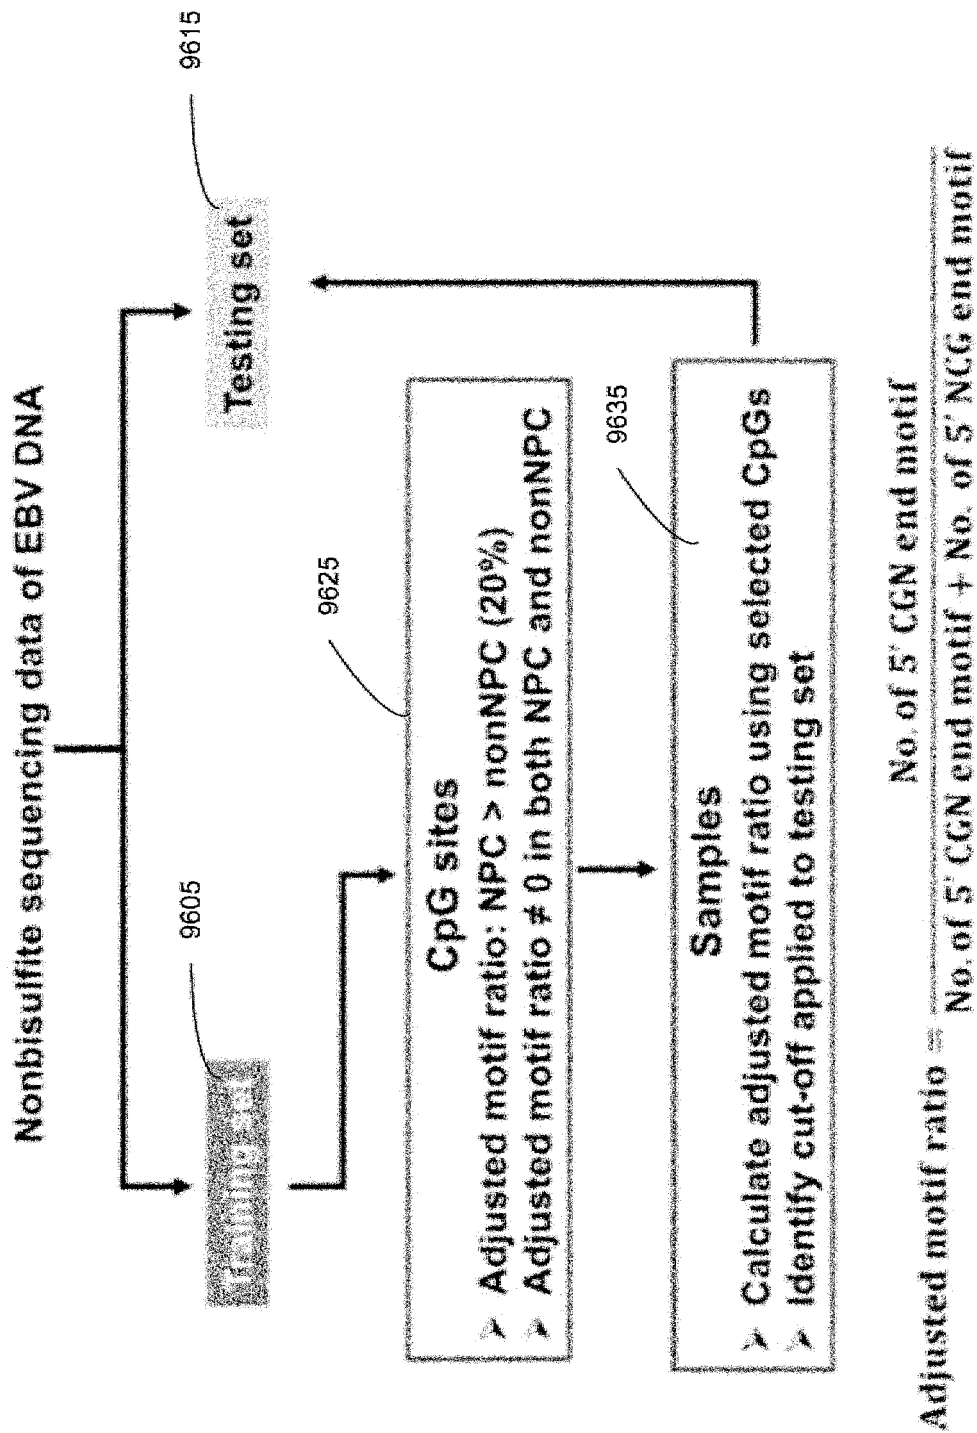 Nonbisulfite sequencing data of EBV DNA
9605
Training set
9615
Testing set
9625
CpG sites
➢ Adjusted motif ratio: NPC > nonNPC (20%)
➢ Adjusted motif ratio ≠ 0 in both NPC and nonNPC
9635
Samples
➢ Calculate adjusted motif ratio using selected CpGs
➢ Identify cut-off applied to testing set
No. of 5' CGN end motif
Adjusted motif ratio =
No. of 5' CGN end motif + No. of 5' NCG end motif